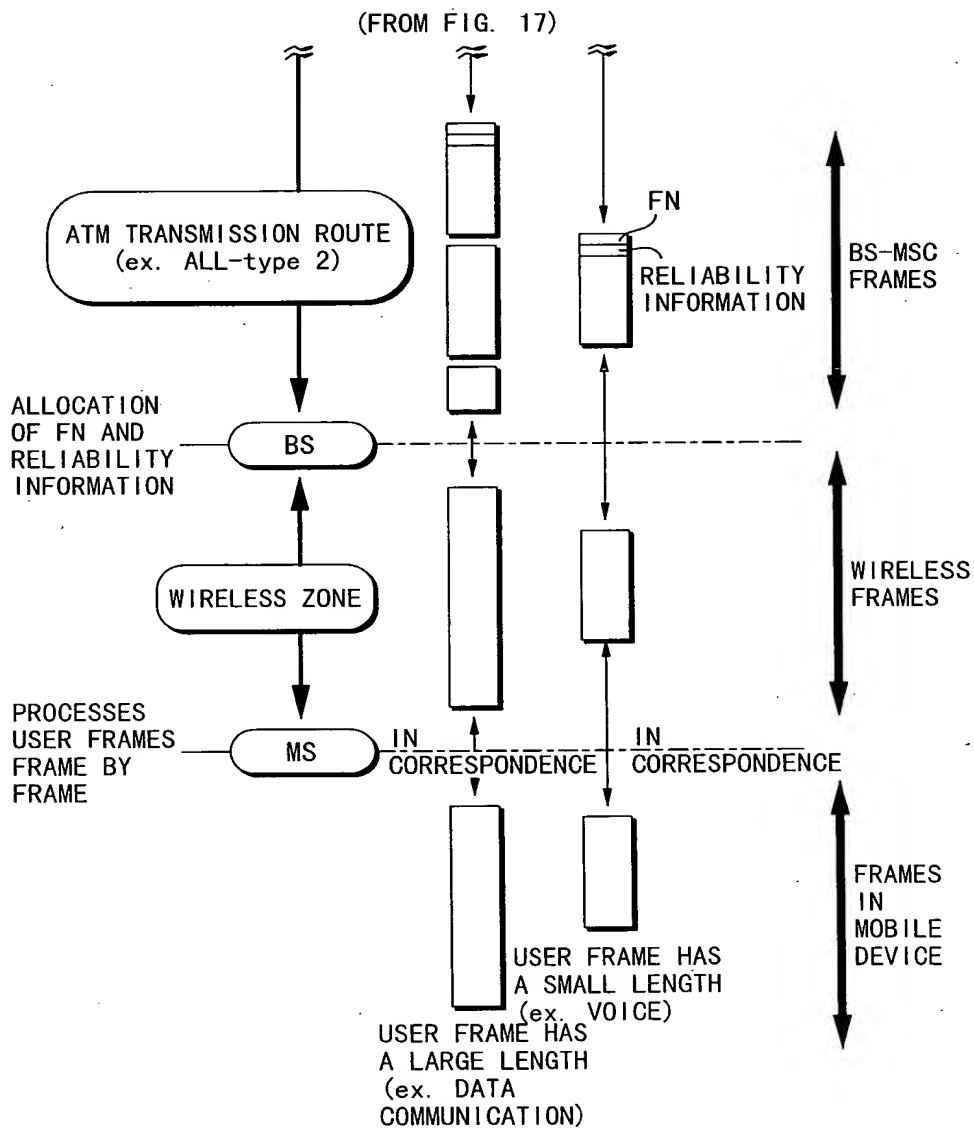 (FROM FIG. 17)
ATM TRANSMISSION ROUTE
(ex. ALL-type 2)
FN
RELIABILITY
INFORMATION
BS-MSC
FRAMES
ALLOCATION
OF FN AND
RELIABILITY
INFORMATION
BS
WIRELESS ZONE
WIRELESS
FRAMES
PROCESSES
USER FRAMES
FRAME BY
FRAME
MS
IN
CORRESPONDENCE
IN
CORRESPONDENCE
FRAMES
IN
MOBILE
DEVICE
USER FRAME HAS
A SMALL LENGTH
(ex. VOICE)
USER FRAME HAS
A LARGE LENGTH
(ex. DATA
COMMUNICATION)